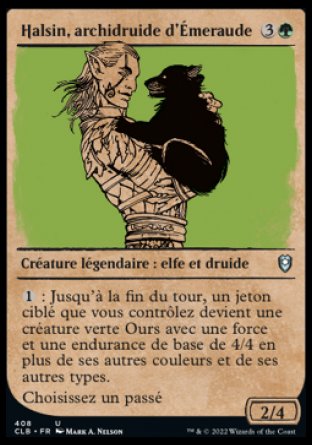 Halsin, archidruide d'Émeraude 3
Créature légendaire : elfe et druide
1 : Jusqu'à la fin du tour, un jeton
ciblé que vous contrôlez devient une
créature verte Ours avec une force
et une endurance de base de 4/4 en
plus de ses autres couleurs et de ses
autres types.
Choisissez un passé
2/4
408 U
CLB • FR Mark A. Nelson
™ & © 2022 Wizards of the Coast